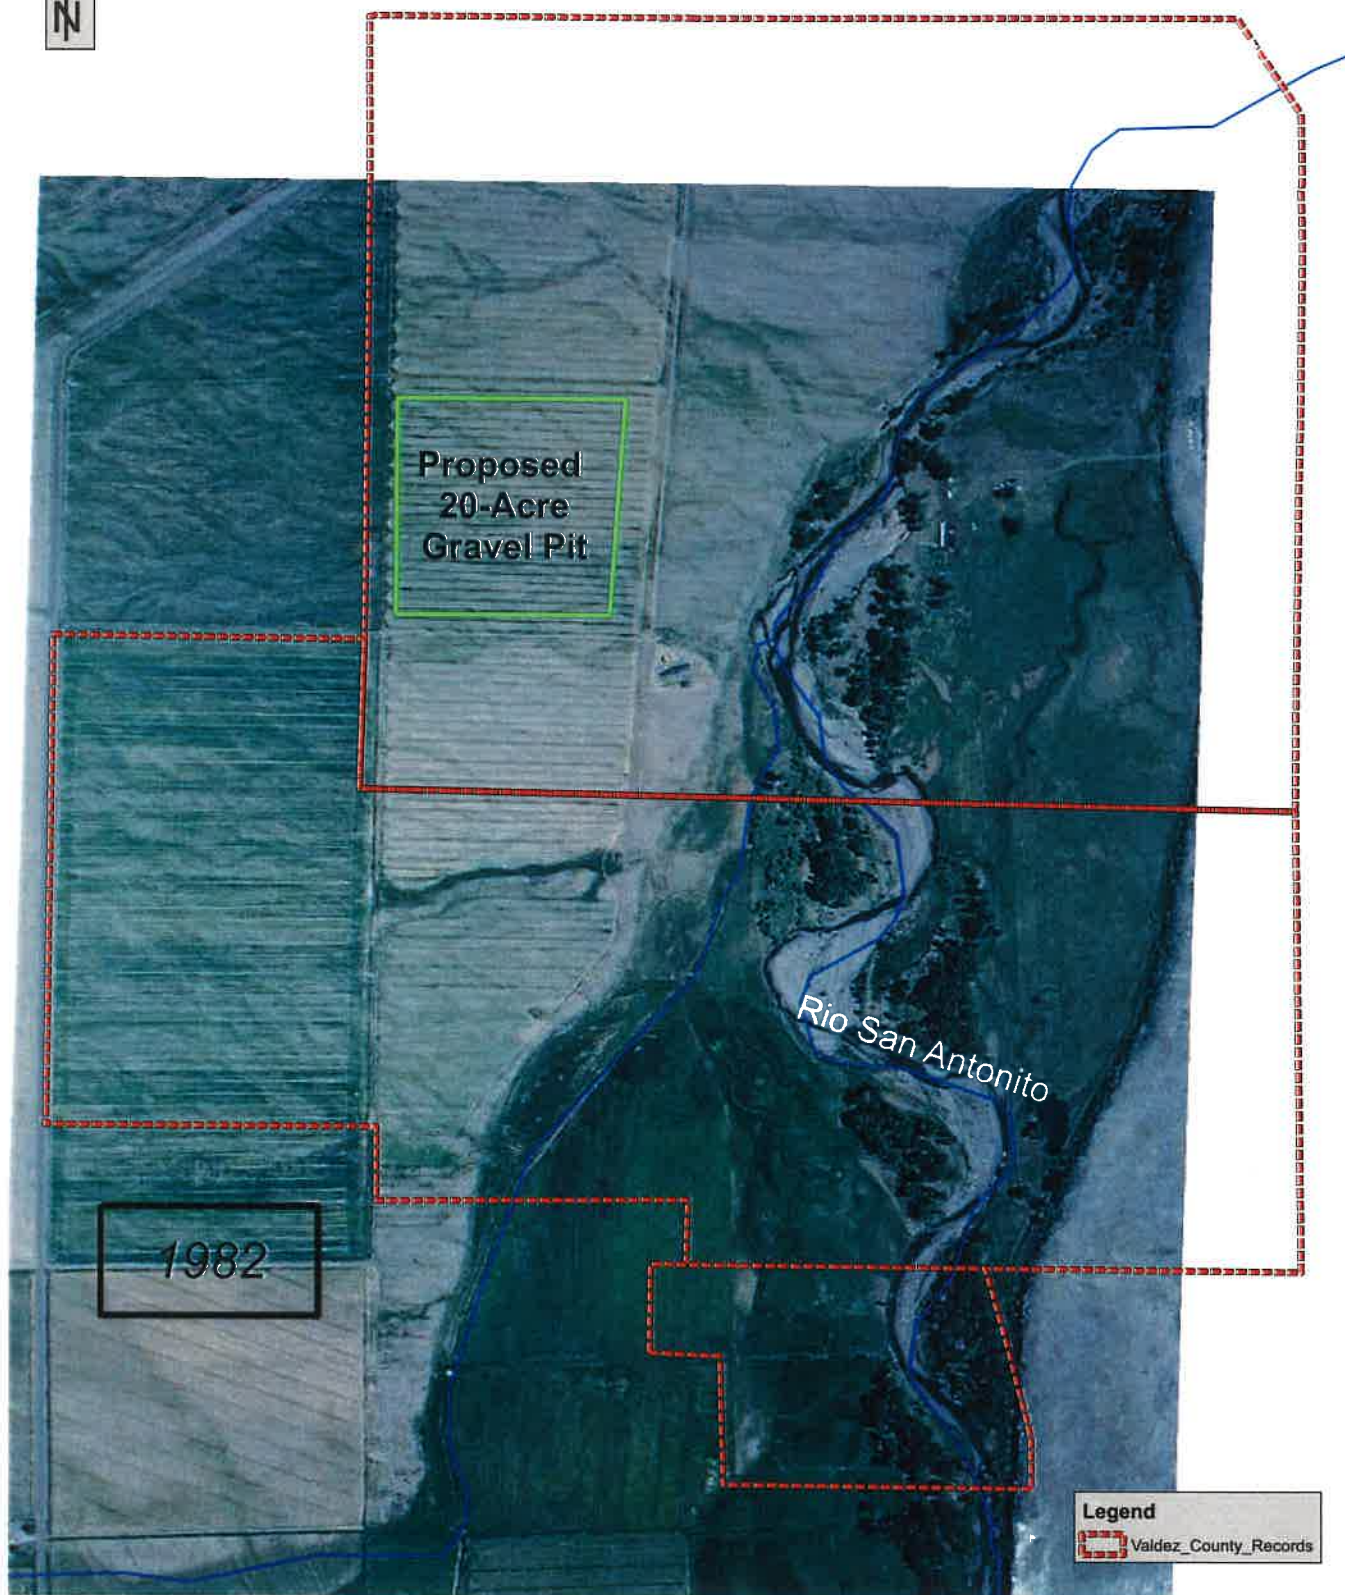 N
Proposed
20-Acre
Gravel Pit
Rio San Antonito
1982
Legend
Valdez_County_Records